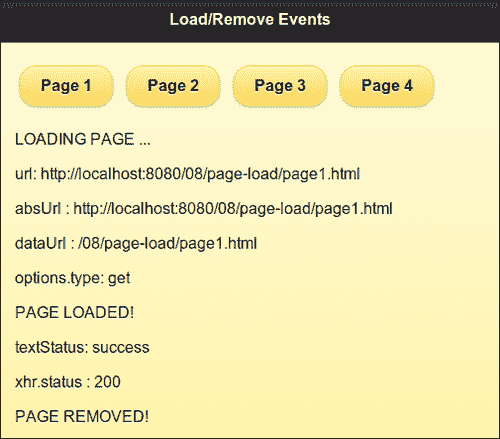 Load/Remove Events
Page 1 Page 2 Page 3 Page 4
LOADING PAGE ...
url: http://localhost:8080/08/page-load/page1.html
absUrl : http://localhost:8080/08/page-load/page1.html
dataUrl : /08/page-load/page1.html
options.type: get
PAGE LOADED!
textStatus: success
xhr.status : 200
PAGE REMOVED!